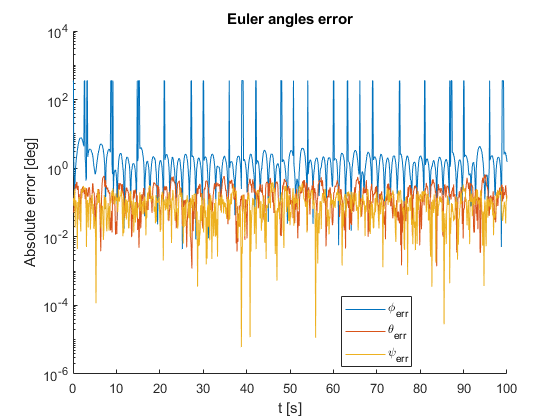 Euler angles error
10^4
10^2
10^0
10^-2
10^-4
10^-6
Absolute error [deg]
ϕ_err
θ_err
ψ_err
0 10 20 30 40 50 60 70 80 90 100
t [s]